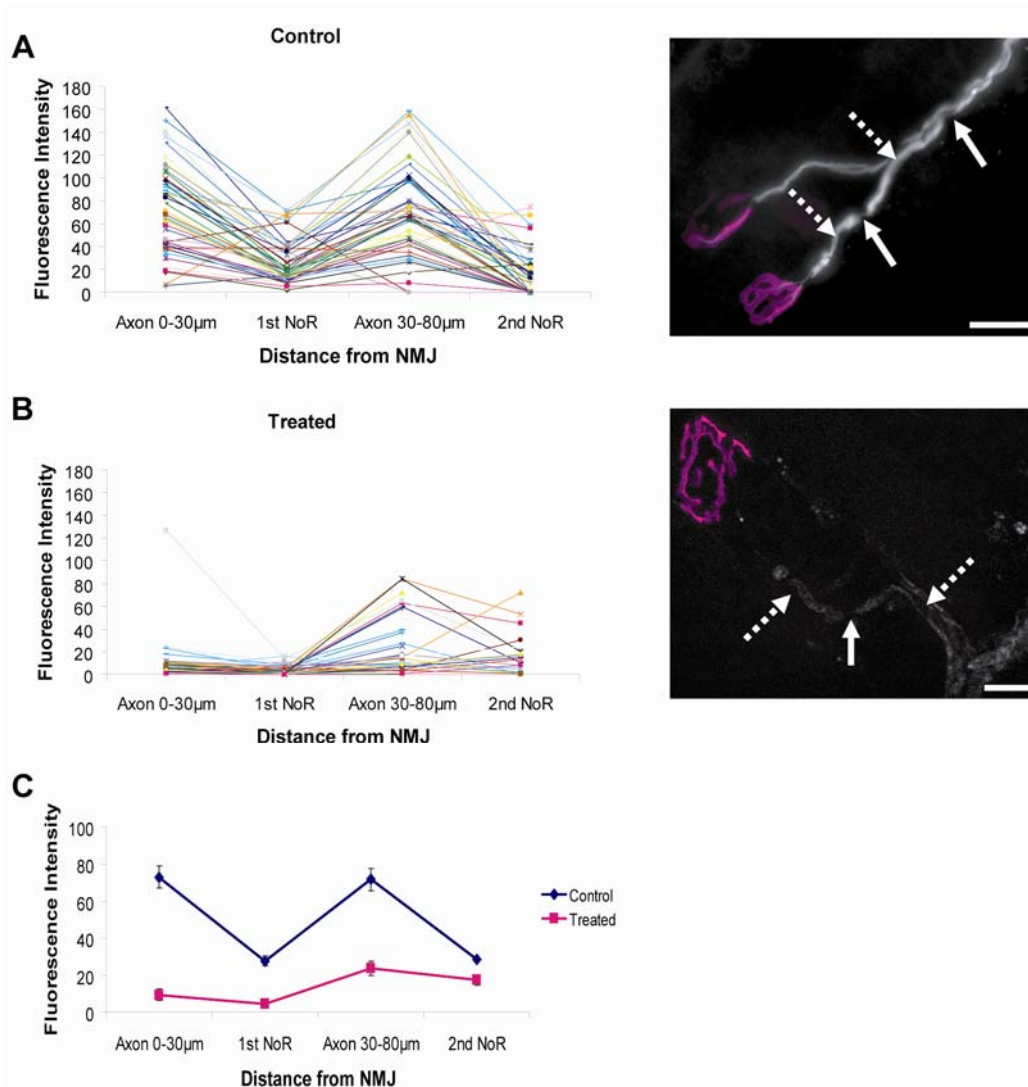 A
Control
Fluorescence Intensity
180
160
140
120
100
80
60
40
20
0
Axon 0-30µm 1st NoR Axon 30-80µm 2nd NoR
Distance from NMJ
B
Treated
Fluorescence Intensity
180
160
140
120
100
80
60
40
20
0
Axon 0-30µm 1st NoR Axon 30-80µm 2nd NoR
Distance from NMJ
C
Fluorescence Intensity
100
80
60
40
20
0
Axon 0-30µm 1st NoR Axon 30-80µm 2nd NoR
Distance from NMJ
Control
Treated